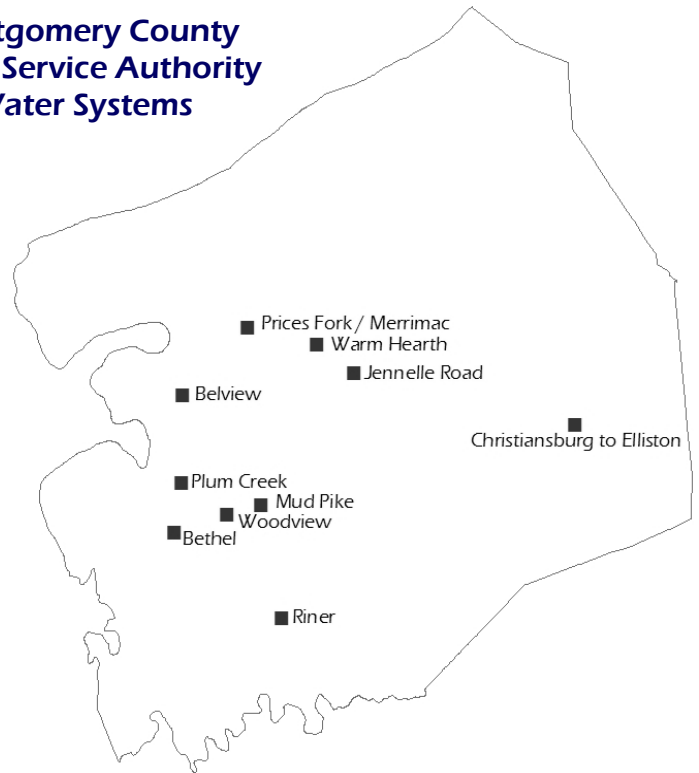 tgomery County
Service Authority
Water Systems
Prices Fork / Merrimac
Warm Hearth
Jennelle Road
Belview
Christiansburg to Elliston
Plum Creek
Mud Pike
Woodview
Bethel
Riner